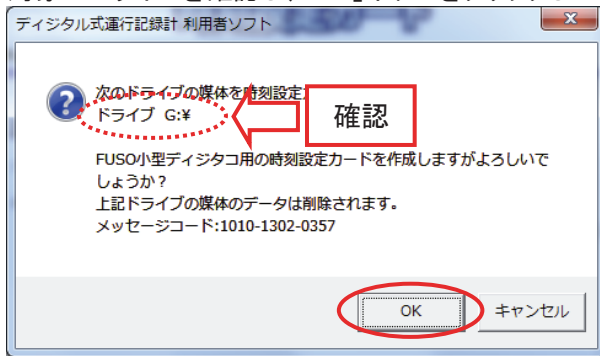 ディジタル式運行記録計 利用者ソフト
次のドライブの媒体を時刻設定
ドライブ G:¥
確認
FUSO小型ディジタコ用の時刻設定カードを作成しますがよろしいで
しょうか？
上記ドライブの媒体のデータは削除されます。
メッセージコード:1010-1302-0357
OK
キャンセル